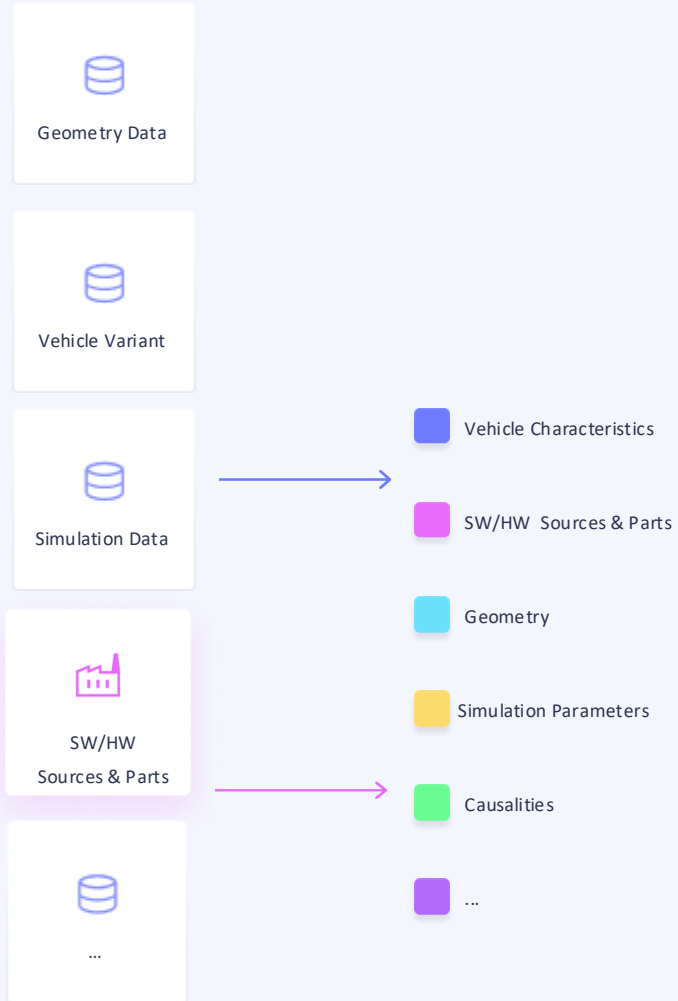 Geometry Data
Vehicle Variant
Simulation Data
SW/HW
Sources & Parts
...
Vehicle Characteristics
SW/HW Sources & Parts
Geometry
Simulation Parameters
Causalities
...